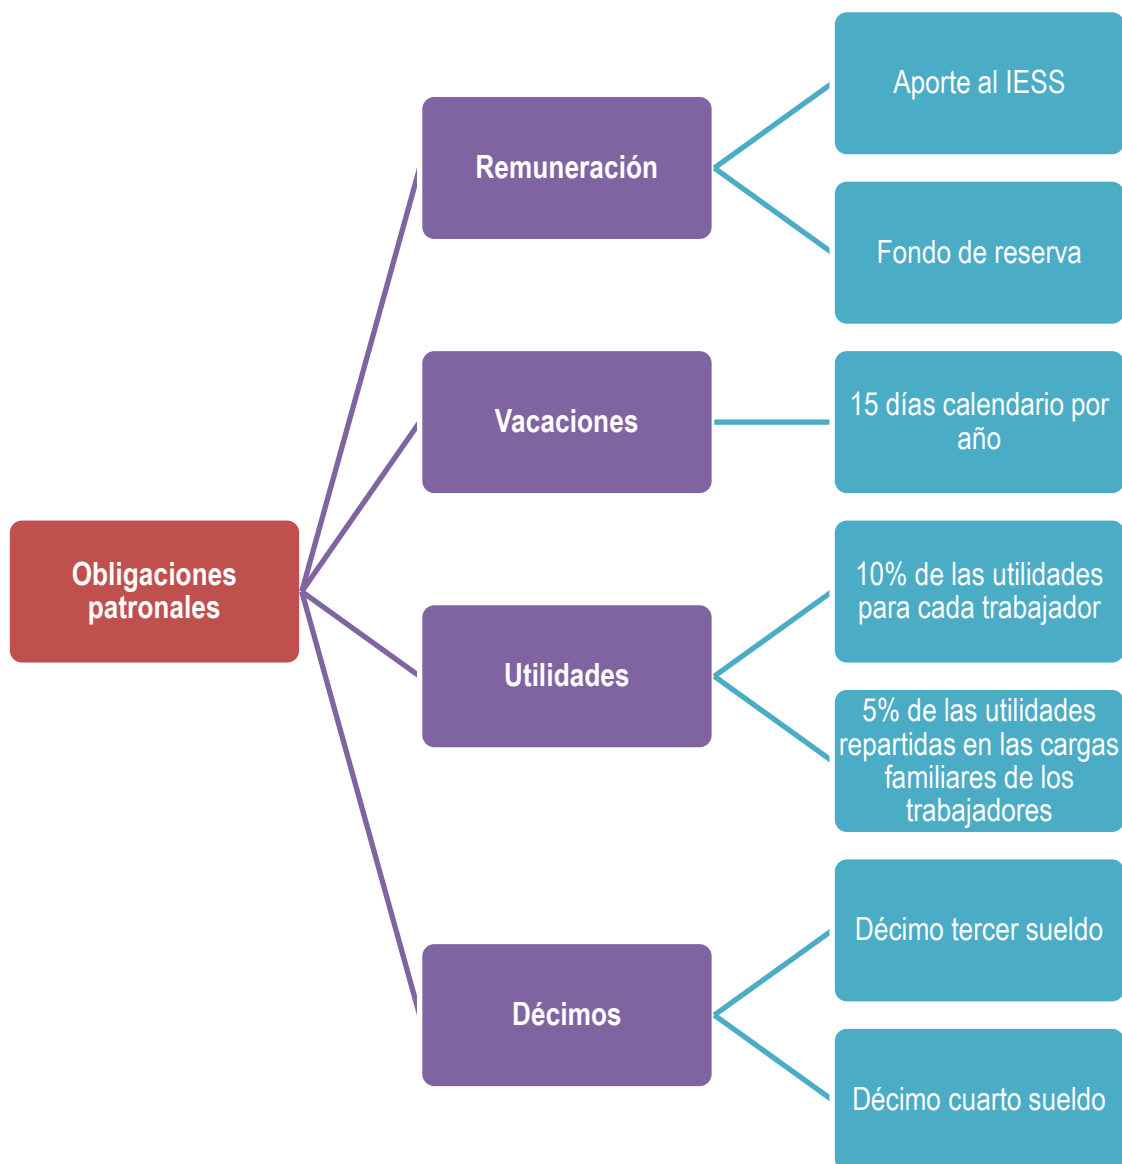 Obligaciones
patronales
Remuneración
Aporte al IESS
Fondo de reserva
Vacaciones
15 días calendario por
año
Utilidades
10% de las utilidades
para cada trabajador
5% de las utilidades
repartidas en las cargas
familiares de los
trabajadores
Décimos
Décimo tercer sueldo
Décimo cuarto sueldo